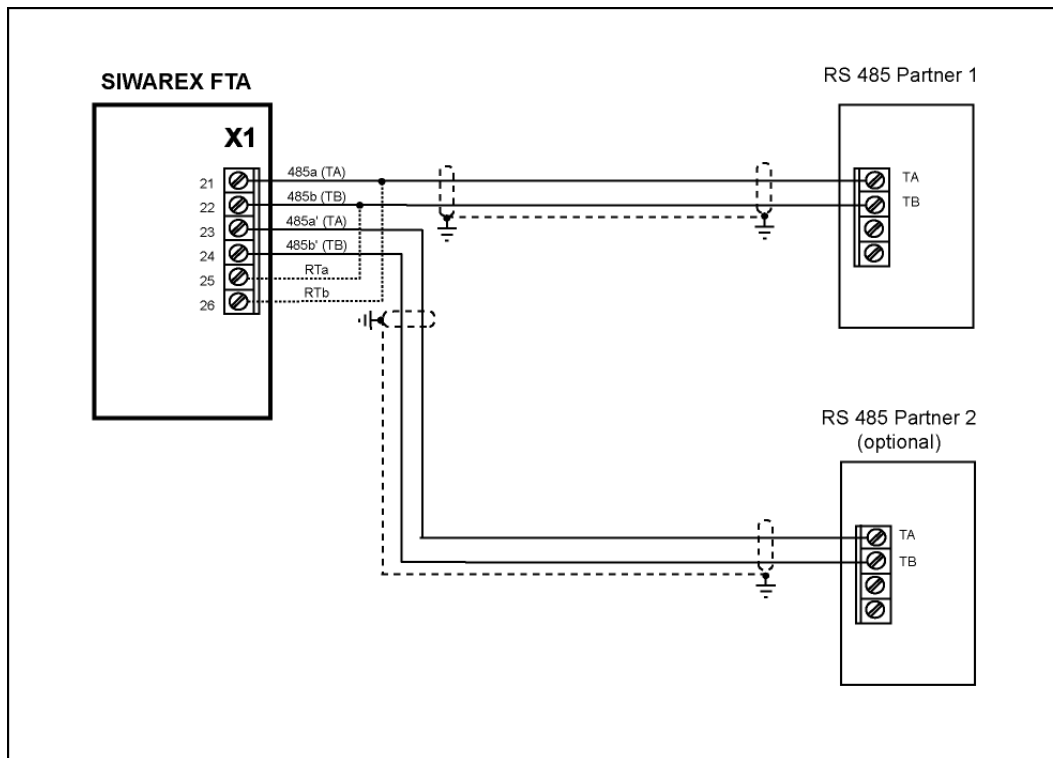 SIWAREX FTA
X1
21
22
23
24
25
26
485a (TA)
485b (TB)
485a' (TA)
485b' (TB)
RTa
RTb
RS 485 Partner 1
TA
TB
RS 485 Partner 2
(optional)
TA
TB